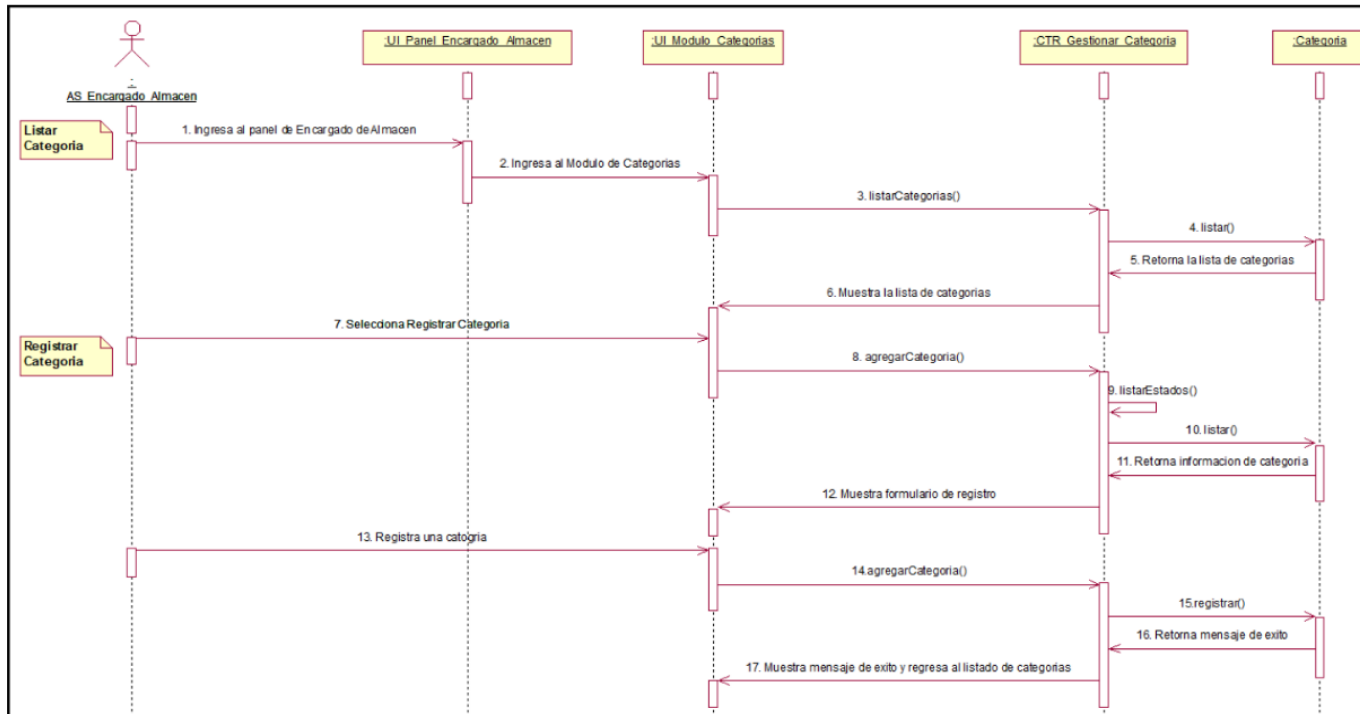 :UI_Panel_Encargado_Almacen
:UI_Modulo_Categorias
:CTR_Gestionar_Categoria
:Categoria
AS_Encargado_Almacen
Listar
Categoria
1. Ingresa al panel de Encargado de Almacen
2. Ingresa al Modulo de Categorias
3. listarCategorias()
4. listar()
5. Retorna la lista de categorias
6. Muestra la lista de categorias
7. Selecciona Registrar Categoria
Registrar
Categoria
8. agregarCategoria()
9. listarEstados()
10. listar()
11. Retorna informacion de categoria
12. Muestra formulario de registro
13. Registra una catogria
14.agregarCategoria()
15.registrar()
16. Retorna mensaje de exito
17. Muestra mensaje de exito y regresa al listado de categorias